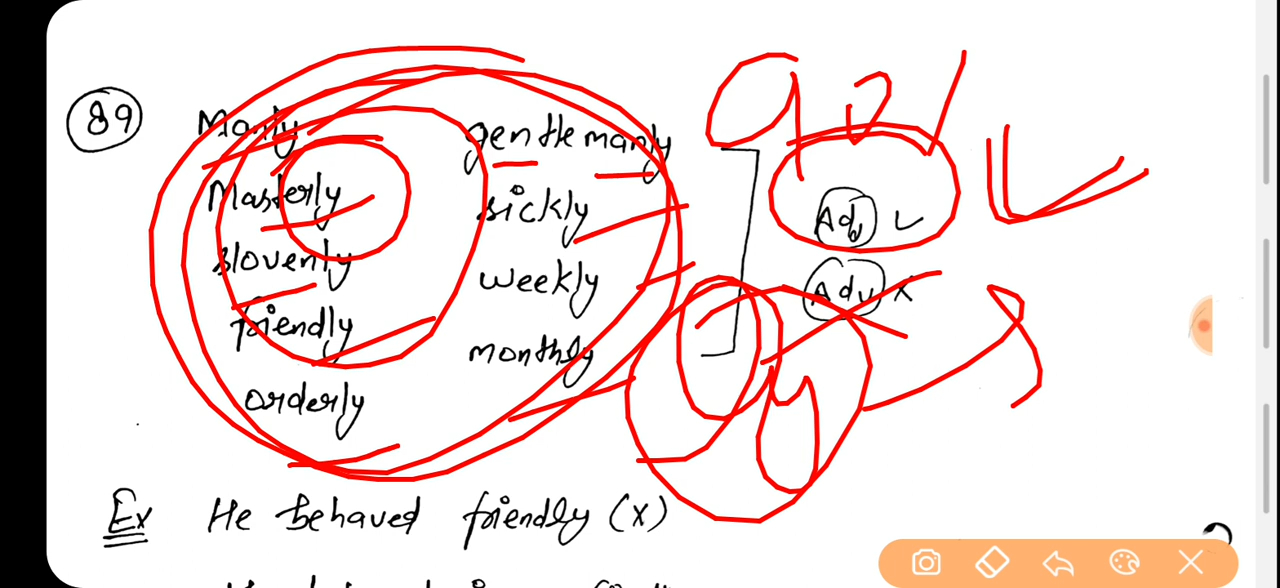 89
Manly gentlemanly
Masterly sickly Adj ✓
slovenly weekly Adv x
friendly monthly
orderly
Ex He behaved friendly (x)